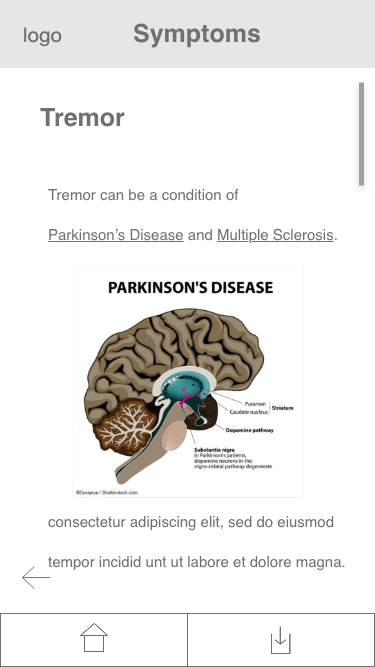 logo
Symptoms
Tremor
Tremor can be a condition of
Parkinson’s Disease and Multiple Sclerosis.
PARKINSON'S DISEASE
Putamen
Caudate nucleus
Striatum
Dopamine pathway
Substantia nigra
In Parkinson's patients,
dopamine neurons in the
nigro-striatal pathway degenerate
©Designua / Shutterstock.com
consectetur adipiscing elit, sed do eiusmod
tempor incidid unt ut labore et dolore magna.